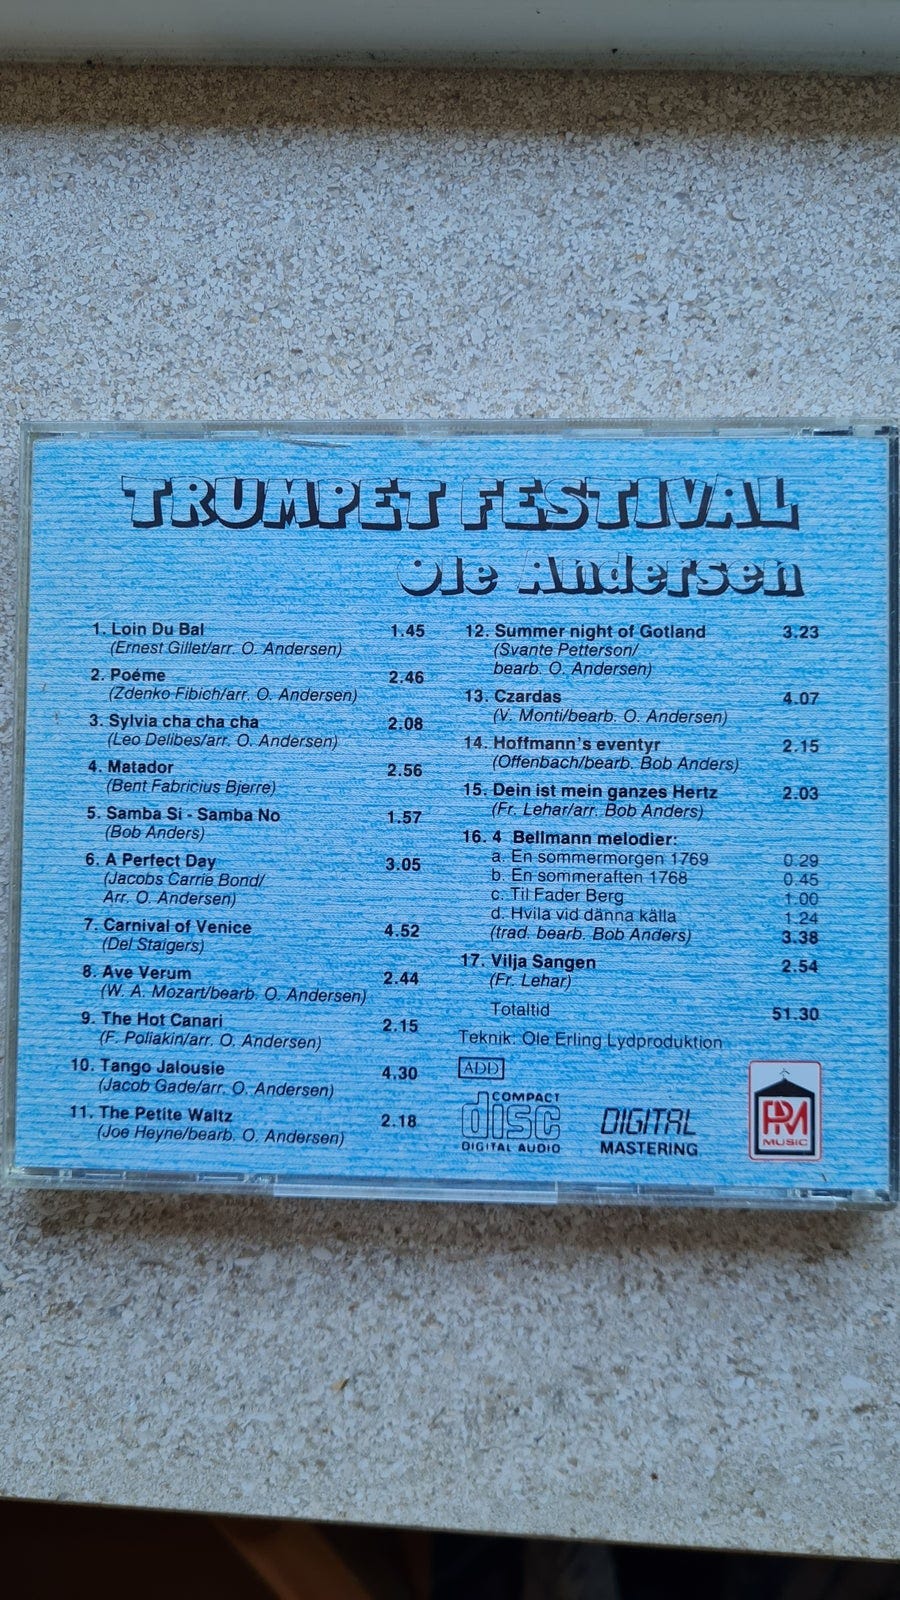 TRUMPET FESTIVAL
Ole Andersen
1. Loin Du Bal 1.45
(Ernest Gillet/arr. O. Andersen)
2. Poéme 2.46
(Zdenko Fibich/arr. O. Andersen)
3. Sylvia cha cha cha 2.08
(Leo Delibes/arr. O. Andersen)
4. Matador 2.56
(Bent Fabricius Bjerre)
5. Samba Si - Samba No 1.57
(Bob Anders)
6. A Perfect Day 3.05
(Jacobs Carrie Bond/
Arr. O. Andersen)
7. Carnival of Venice 4.52
(Del Staigers)
8. Ave Verum 2.44
(W. A. Mozart/bearb. O. Andersen)
9. The Hot Canari 2.15
(F. Poliakin/arr. O. Andersen)
10. Tango Jalousie 4.30
(Jacob Gade/arr. O. Andersen)
11. The Petite Waltz 2.18
(Joe Heyne/bearb. O. Andersen)
12. Summer night of Gotland 3.23
(Svante Petterson/
bearb. O. Andersen)
13. Czardas 4.07
(V. Monti/bearb. O. Andersen)
14. Hoffmann's eventyr 2.15
(Offenbach/bearb. Bob Anders)
15. Dein ist mein ganzes Hertz 2.03
(Fr. Lehar/arr. Bob Anders)
16. 4 Bellmann melodier:
a. En sommermorgen 1769 0.29
b. En sommeraften 1768 0.45
c. Til Fader Berg 1.00
d. Hvila vid dänna källa 1.24
(trad. bearb. Bob Anders) 3.38
17. Vilja Sangen 2.54
(Fr. Lehar)
Totaltid 51.30
Teknik: Ole Erling Lydproduktion
ADD
COMPACT
disc
DIGITAL AUDIO
DIGITAL
MASTERING
PM
MUSIC